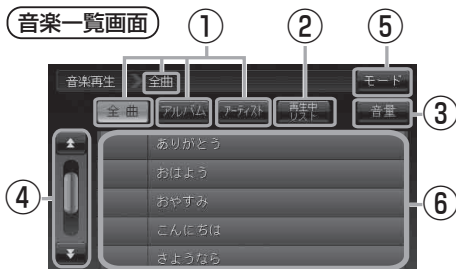 音楽一覧画面
① ② ⑤
音楽再生 全曲 モード
全曲 アルバム アーティスト 再生中リスト 音量 ③
④ ⑥
ありがとう
おはよう
おやすみ
こんにちは
さようなら